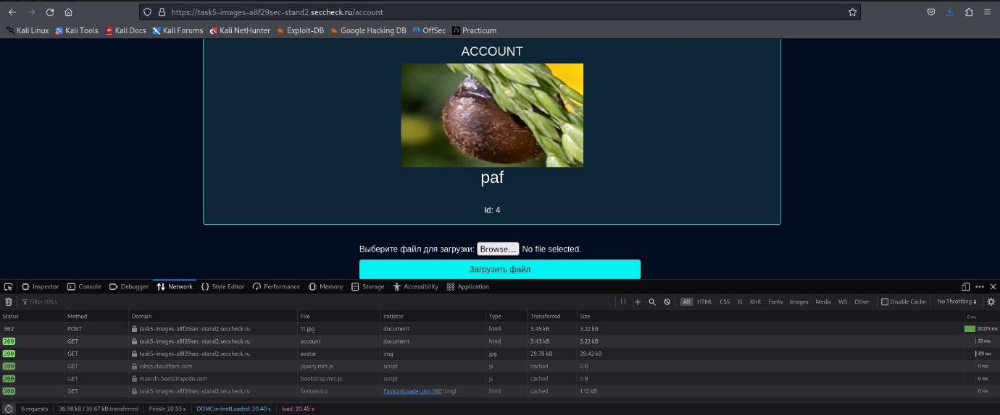 https://task5-images-a8f29sec-stand2.seccheck.ru/account
Kali Linux Kali Tools Kali Docs Kali Forums Kali NetHunter Exploit-DB Google Hacking DB OffSec Practicum
ACCOUNT
paf
Id: 4
Выберите файл для загрузки: Browse... No file selected.
Загрузить файл
Inspector Console Debugger Network Style Editor Performance Memory Storage Accessibility Application
Filter URLs All HTML CSS JS XHR Fonts Images Media WS Other Disable Cache No Throttling
Status Method Domain File Initiator Type Transferred Size 0 ms
302 POST task5-images-a8f29sec-stand2.seccheck.ru 11.jpg document html 3.45 kB 3.22 kB 20273 ms
200 GET task5-images-a8f29sec-stand2.seccheck.ru account document html 3.43 kB 3.22 kB 53 ms
200 GET task5-images-a8f29sec-stand2.seccheck.ru avatar img jpg 29.78 kB 29.42 kB 89 ms
200 GET cdnjs.cloudflare.com jquery.min.js script js cached 0 B 0 ms
200 GET maxcdn.bootstrapcdn.com bootstrap.min.js script js cached 0 B 0 ms
200 GET task5-images-a8f29sec-stand2.seccheck.ru favicon.ico FaviconLoader.jsm:180 (img) html cached 1.12 kB 0 ms
6 requests 36.98 kB / 36.67 kB transferred Finish: 20.53 s DOMContentLoaded: 20.40 s load: 20.45 s